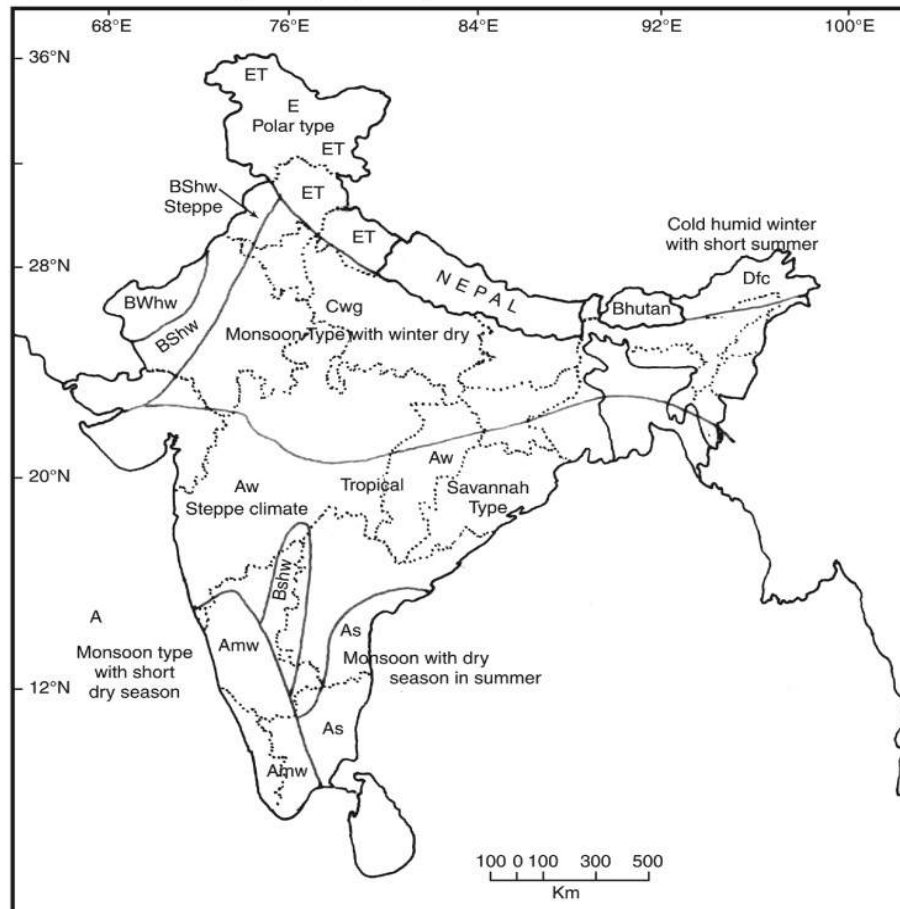 68°E 76°E 84°E 92°E 100°E
36°N
ET
E
Polar type
ET
BShw
Steppe
ET
ET
Cold humid winter
with short summer
28°N
NEPAL
Dfc
BWhw
Bhutan
Cwg
BShw
Monsoon Type with winter dry
20°N
Aw
Aw
Steppe climate
Tropical
Savannah
Type
Bshw
A
Monsoon type
with short
dry season
Amw
As
Monsoon with dry
season in summer
12°N
As
Amw
100 0 100 300 500
Km